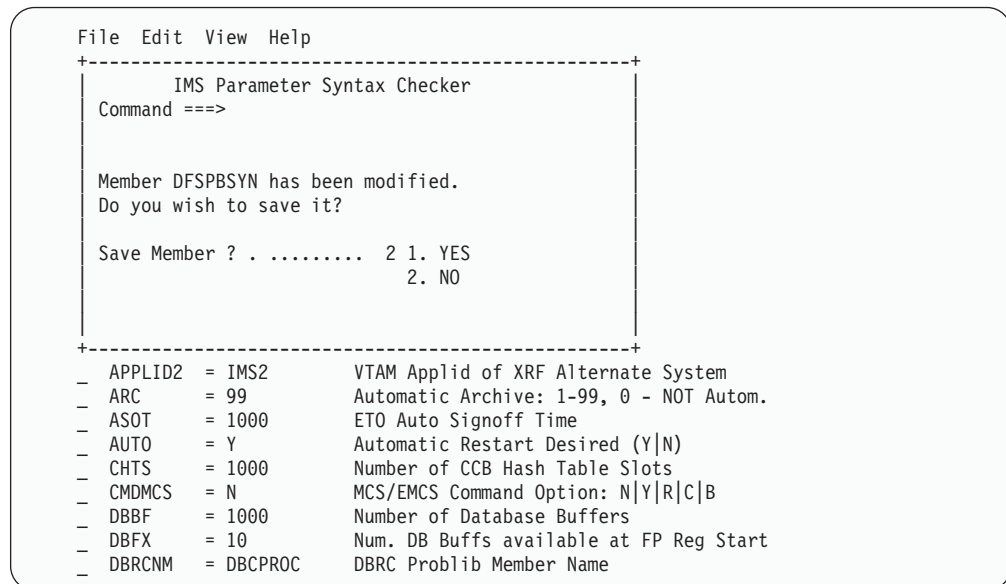 File Edit View Help
+--------------------------------------------------+
| IMS Parameter Syntax Checker |
| Command ===> |
| Member DFSPBSYN has been modified. |
| Do you wish to save it? |
| Save Member ? . ......... 2 1. YES |
| 2. NO |
+--------------------------------------------------+
_ APPLID2 = IMS2 VTAM Applid of XRF Alternate System
_ ARC = 99 Automatic Archive: 1-99, 0 - NOT Autom.
_ ASOT = 1000 ETO Auto Signoff Time
_ AUTO = Y Automatic Restart Desired (Y|N)
_ CHTS = 1000 Number of CCB Hash Table Slots
_ CMDMCS = N MCS/EMCS Command Option: N|Y|R|C|B
_ DBBF = 1000 Number of Database Buffers
_ DBFX = 10 Num. DB Buffs available at FP Reg Start
_ DBRCNM = DBCPROC DBRC Problib Member Name